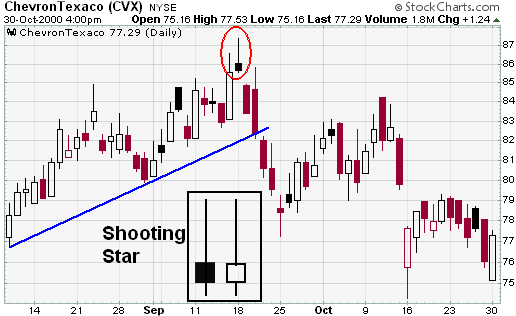 ChevronTexaco (CVX) NYSE © StockCharts.com
30-Oct-2000 4:00pm Open 75.16 High 77.53 Low 75.16 Last 77.29 Volume 1.8M Chg +1.24
ChevronTexaco 77.29 (Daily)
87
86
85
84
83
82
81
80
79
78
77
76
75
Shooting
Star
14 21 28 Sep 11 18 25 Oct 9 16 23 30